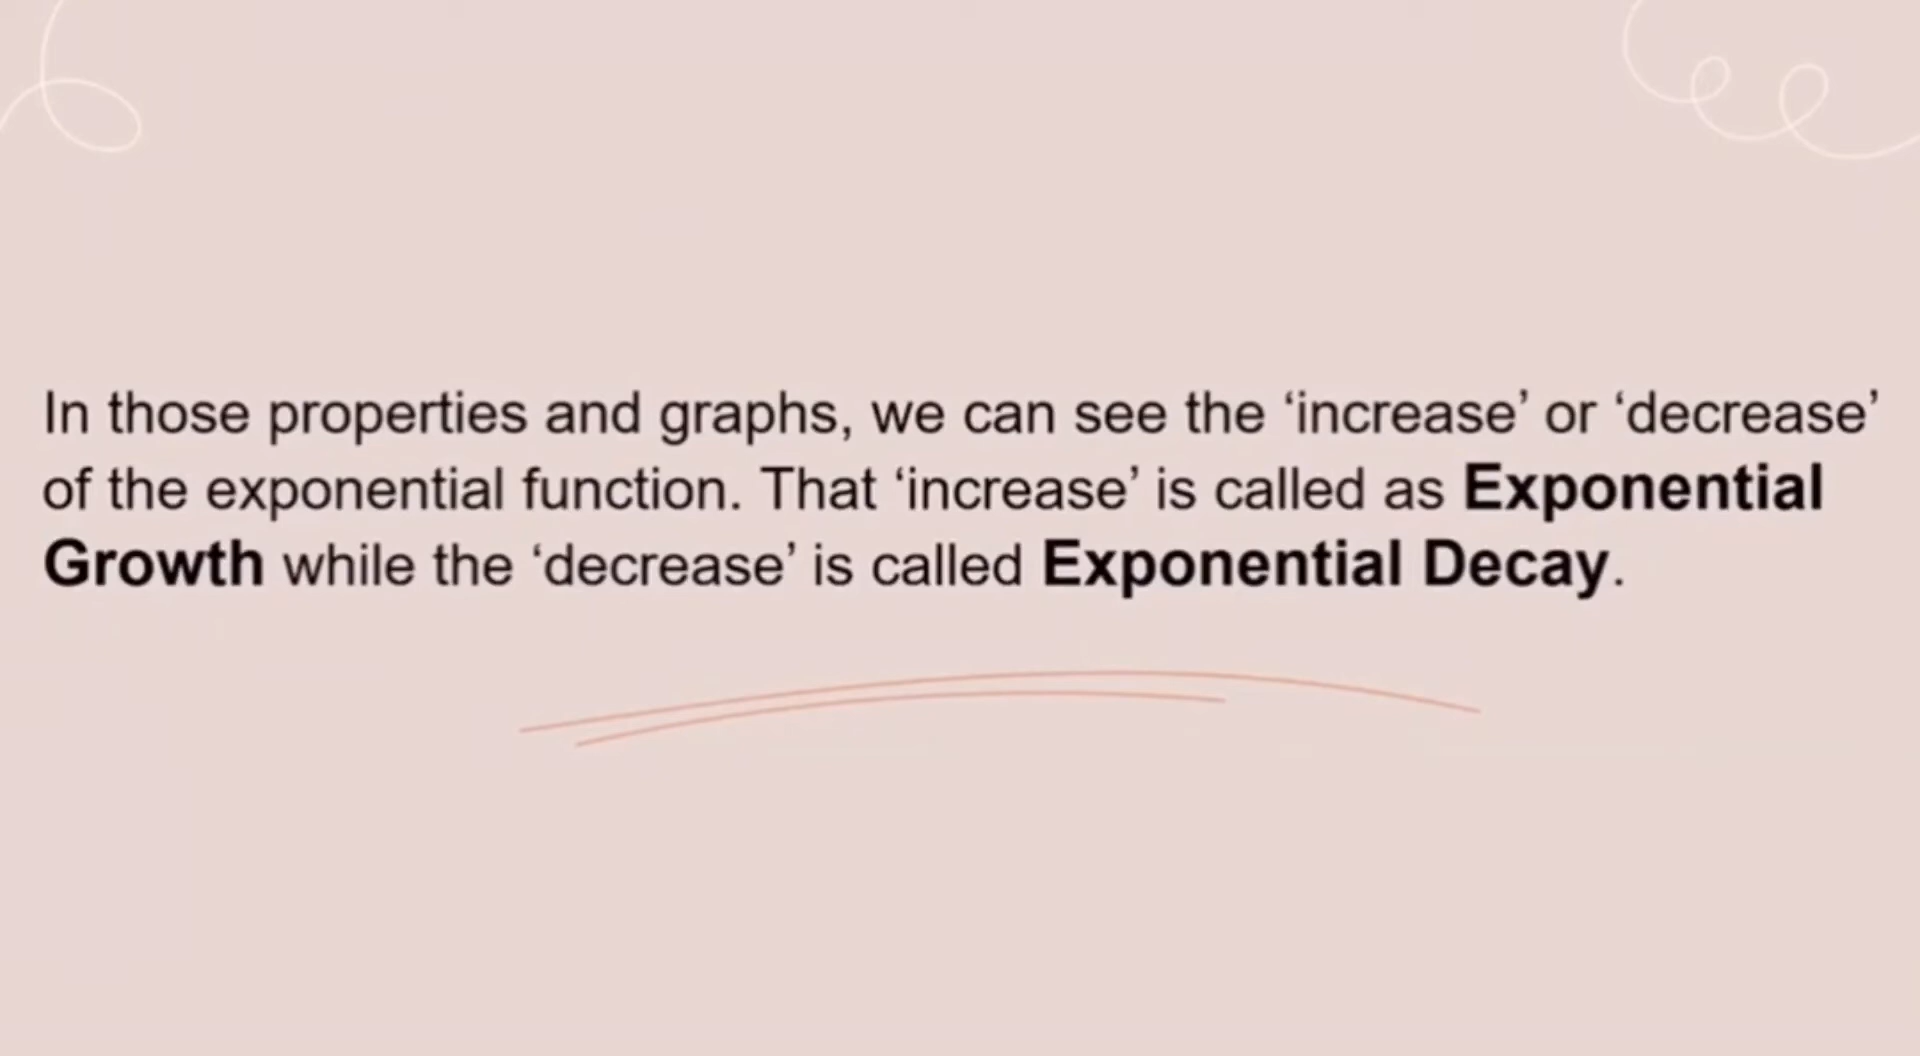 In those properties and graphs, we can see the ‘increase’ or ‘decrease’
of the exponential function. That ‘increase’ is called as Exponential
Growth while the ‘decrease’ is called Exponential Decay.